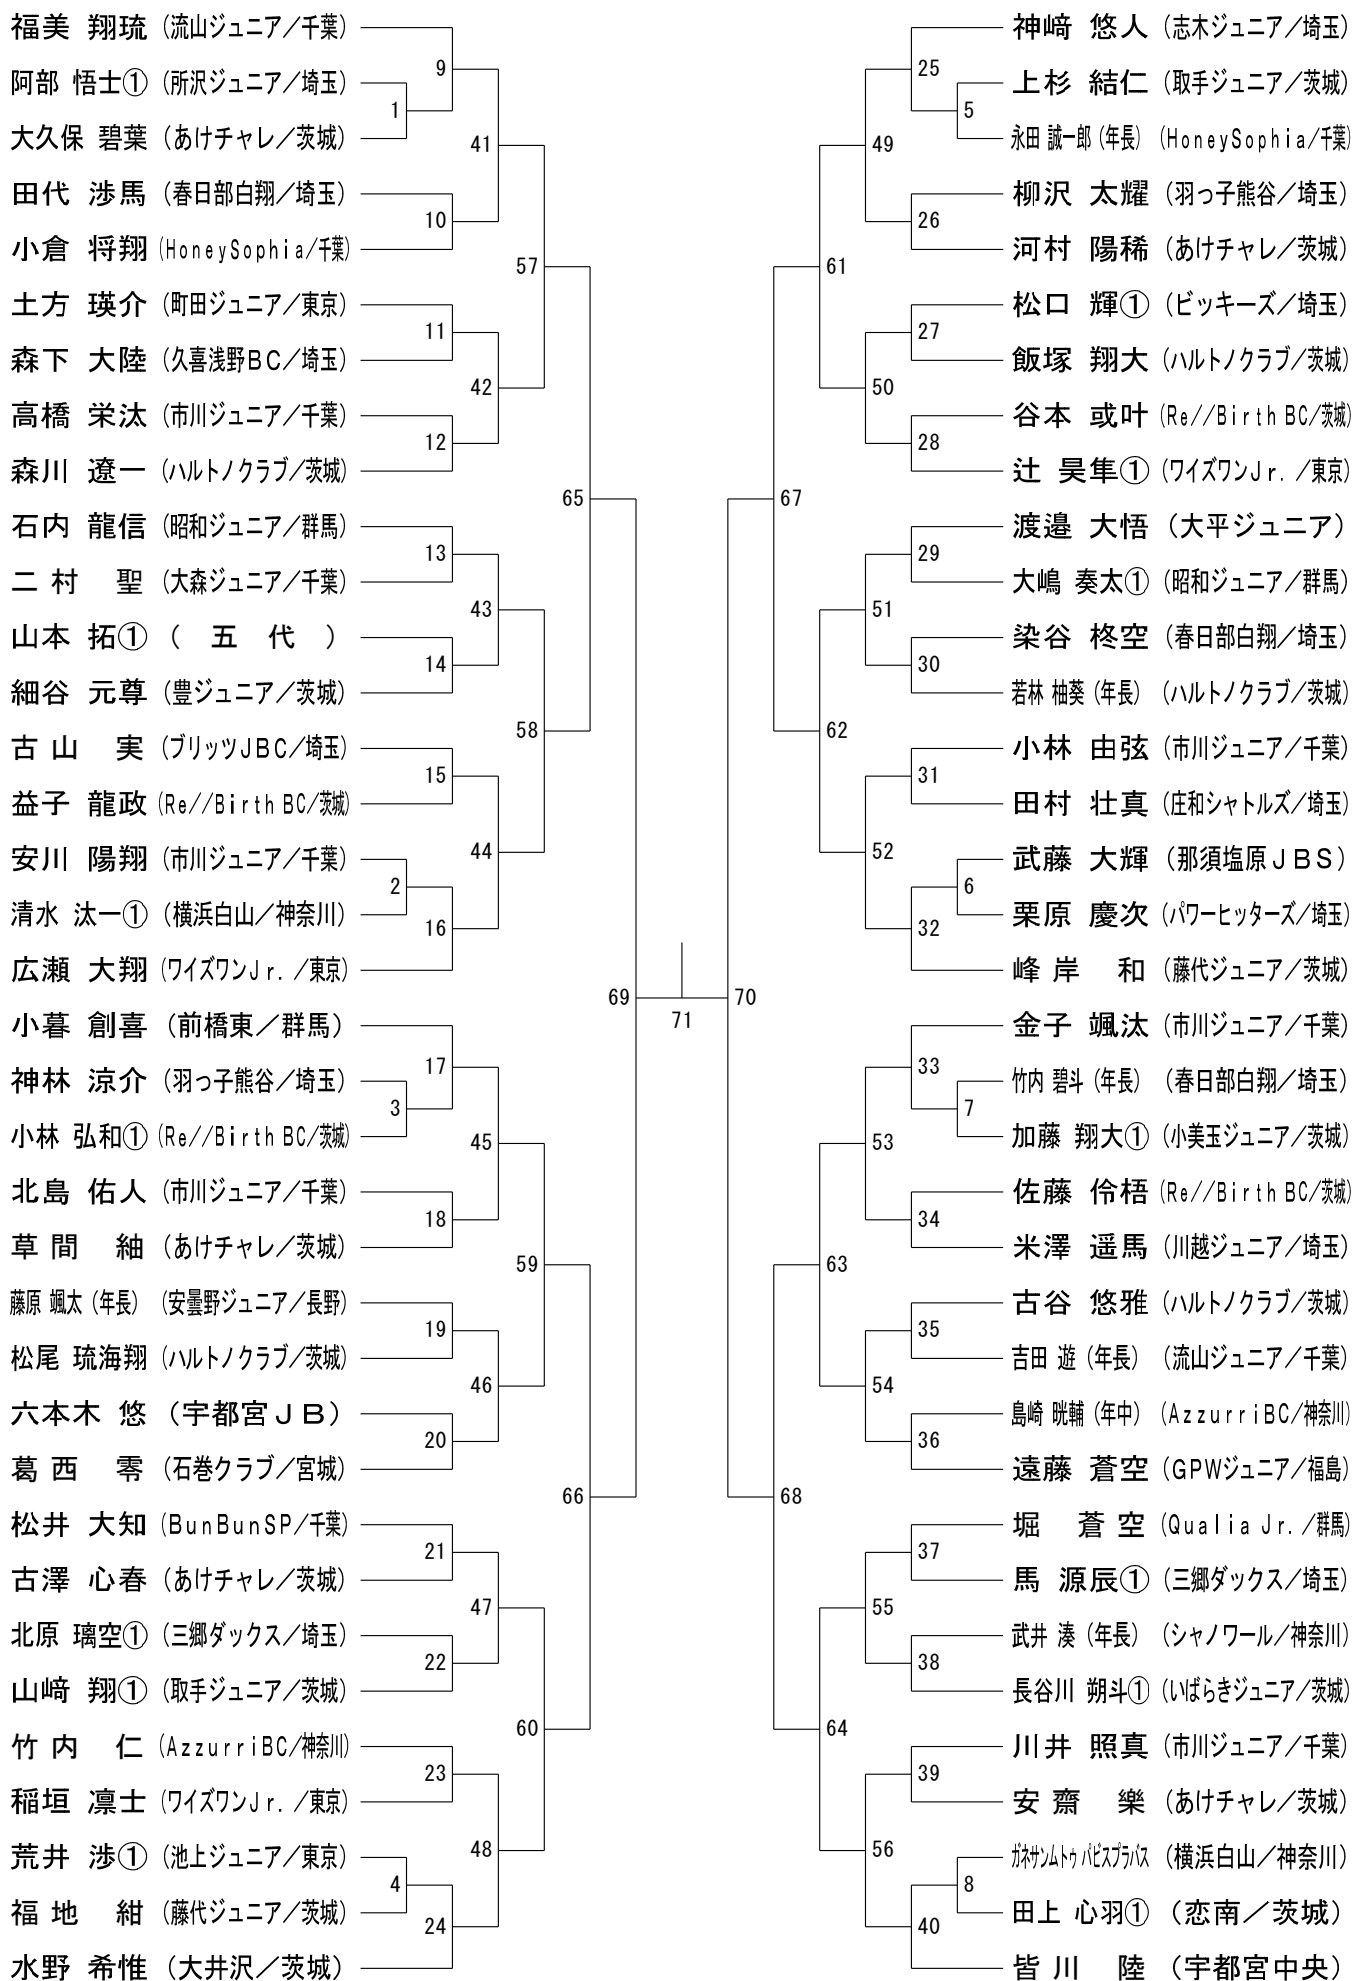 福美 翔琉 (流山ジュニア／千葉)
阿部 悟士① (所沢ジュニア／埼玉)
大久保 碧葉 (あけチャレ／茨城)
田代 渉馬 (春日部白翔／埼玉)
小倉 将翔 (HoneySophia／千葉)
土方 瑛介 (町田ジュニア／東京)
森下 大陸 (久喜浅野BC／埼玉)
高橋 栄汰 (市川ジュニア／千葉)
森川 遼一 (ハルトノクラブ／茨城)
石内 龍信 (昭和ジュニア／群馬)
二村 聖 (大森ジュニア／千葉)
山本 拓① ( 五 代 )
細谷 元尊 (豊ジュニア／茨城)
古山 実 (ブリッツJBC／埼玉)
益子 龍政 (Re//Birth BC／茨城)
安川 陽翔 (市川ジュニア／千葉)
清水 汰一① (横浜白山／神奈川)
広瀬 大翔 (ワイズワンJr.／東京)
小暮 創喜 (前橋東／群馬)
神林 涼介 (羽っ子熊谷／埼玉)
小林 弘和① (Re//Birth BC／茨城)
北島 佑人 (市川ジュニア／千葉)
草間 紬 (あけチャレ／茨城)
藤原 颯太 (年長) (安曇野ジュニア／長野)
松尾 琉海翔 (ハルトノクラブ／茨城)
六本木 悠 (宇都宮JB)
葛西 零 (石巻クラブ／宮城)
松井 大知 (BunBunSP／千葉)
古澤 心春 (あけチャレ／茨城)
北原 璃空① (三郷ダックス／埼玉)
山﨑 翔① (取手ジュニア／茨城)
竹内 仁 (AzzurriBC／神奈川)
稲垣 凛士 (ワイズワンJr.／東京)
荒井 渉① (池上ジュニア／東京)
福地 紺 (藤代ジュニア／茨城)
水野 希惟 (大井沢／茨城)
1
2
3
4
9
10
11
12
13
14
15
16
17
18
19
20
21
22
23
24
41
42
43
44
45
46
47
48
57
58
59
60
65
66
69
71
70
67
68
61
62
63
64
49
50
51
52
53
54
55
56
25
26
27
28
29
30
31
32
33
34
35
36
37
38
39
40
5
6
7
8
神﨑 悠人 (志木ジュニア／埼玉)
上杉 結仁 (取手ジュニア／茨城)
永田 誠一郎 (年長) (HoneySophia／千葉)
柳沢 太耀 (羽っ子熊谷／埼玉)
河村 陽稀 (あけチャレ／茨城)
松口 輝① (ビッキーズ／埼玉)
飯塚 翔大 (ハルトノクラブ／茨城)
谷本 或叶 (Re//Birth BC／茨城)
辻 昊隼① (ワイズワンJr.／東京)
渡邉 大悟 (大平ジュニア)
大嶋 奏太① (昭和ジュニア／群馬)
染谷 柊空 (春日部白翔／埼玉)
若林 柚葵 (年長) (ハルトノクラブ／茨城)
小林 由弦 (市川ジュニア／千葉)
田村 壮真 (庄和シャトルズ／埼玉)
武藤 大輝 (那須塩原JBS)
栗原 慶次 (パワーヒッターズ／埼玉)
峰岸 和 (藤代ジュニア／茨城)
金子 颯汰 (市川ジュニア／千葉)
竹内 碧斗 (年長) (春日部白翔／埼玉)
加藤 翔大① (小美玉ジュニア／茨城)
佐藤 伶梧 (Re//Birth BC／茨城)
米澤 遥馬 (川越ジュニア／埼玉)
古谷 悠雅 (ハルトノクラブ／茨城)
吉田 遊 (年長) (流山ジュニア／千葉)
島崎 晄輔 (年中) (AzzurriBC／神奈川)
遠藤 蒼空 (GPWジュニア／福島)
堀 蒼空 (Qualia Jr.／群馬)
馬 源辰① (三郷ダックス／埼玉)
武井 湊 (年長) (シャノワール／神奈川)
長谷川 朔斗① (いばらきジュニア／茨城)
川井 照真 (市川ジュニア／千葉)
安齋 樂 (あけチャレ／茨城)
ガネサンムトゥ パビスプラバス (横浜白山／神奈川)
田上 心羽① (恋南／茨城)
皆川 陸 (宇都宮中央)